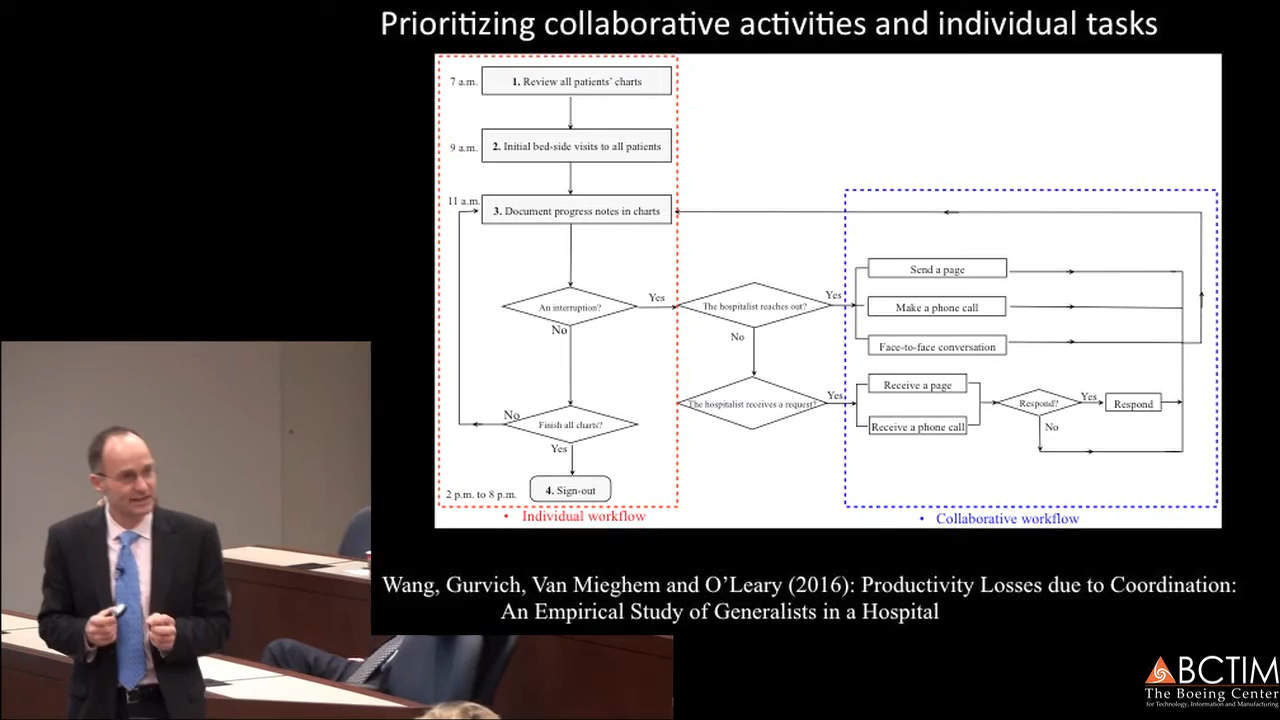 Prioritizing collaborative activities and individual tasks
7 a.m.
1. Review all patients' charts
9 a.m.
2. Initial bed-side visits to all patients
11 a.m.
3. Document progress notes in charts
An interruption?
Yes
No
The hospitalist reaches out?
Yes
No
Send a page
Make a phone call
Face-to-face conversation
The hospitalist receives a request?
Yes
Receive a page
Receive a phone call
Respond?
Yes
Respond
No
Finish all charts?
No
Yes
2 p.m. to 8 p.m.
4. Sign-out
• Individual workflow
• Collaborative workflow
Wang, Gurvich, Van Mieghem and O'Leary (2016): Productivity Losses due to Coordination:
An Empirical Study of Generalists in a Hospital
BCTIM
The Boeing Center
for Technology, Information and Manufacturing